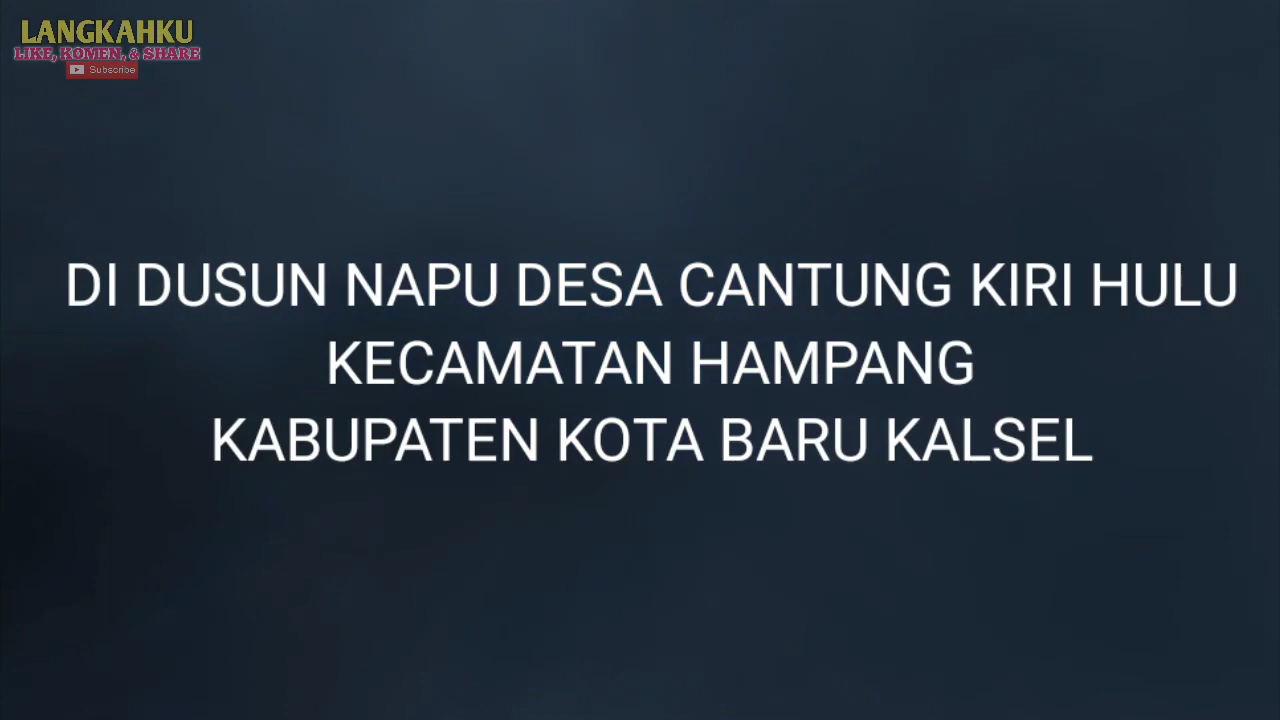 LANGKAHKU
LIKE, KOMEN, & SHARE
Subscribe
DI DUSUN NAPU DESA CANTUNG KIRI HULU
KECAMATAN HAMPANG
KABUPATEN KOTA BARU KALSEL